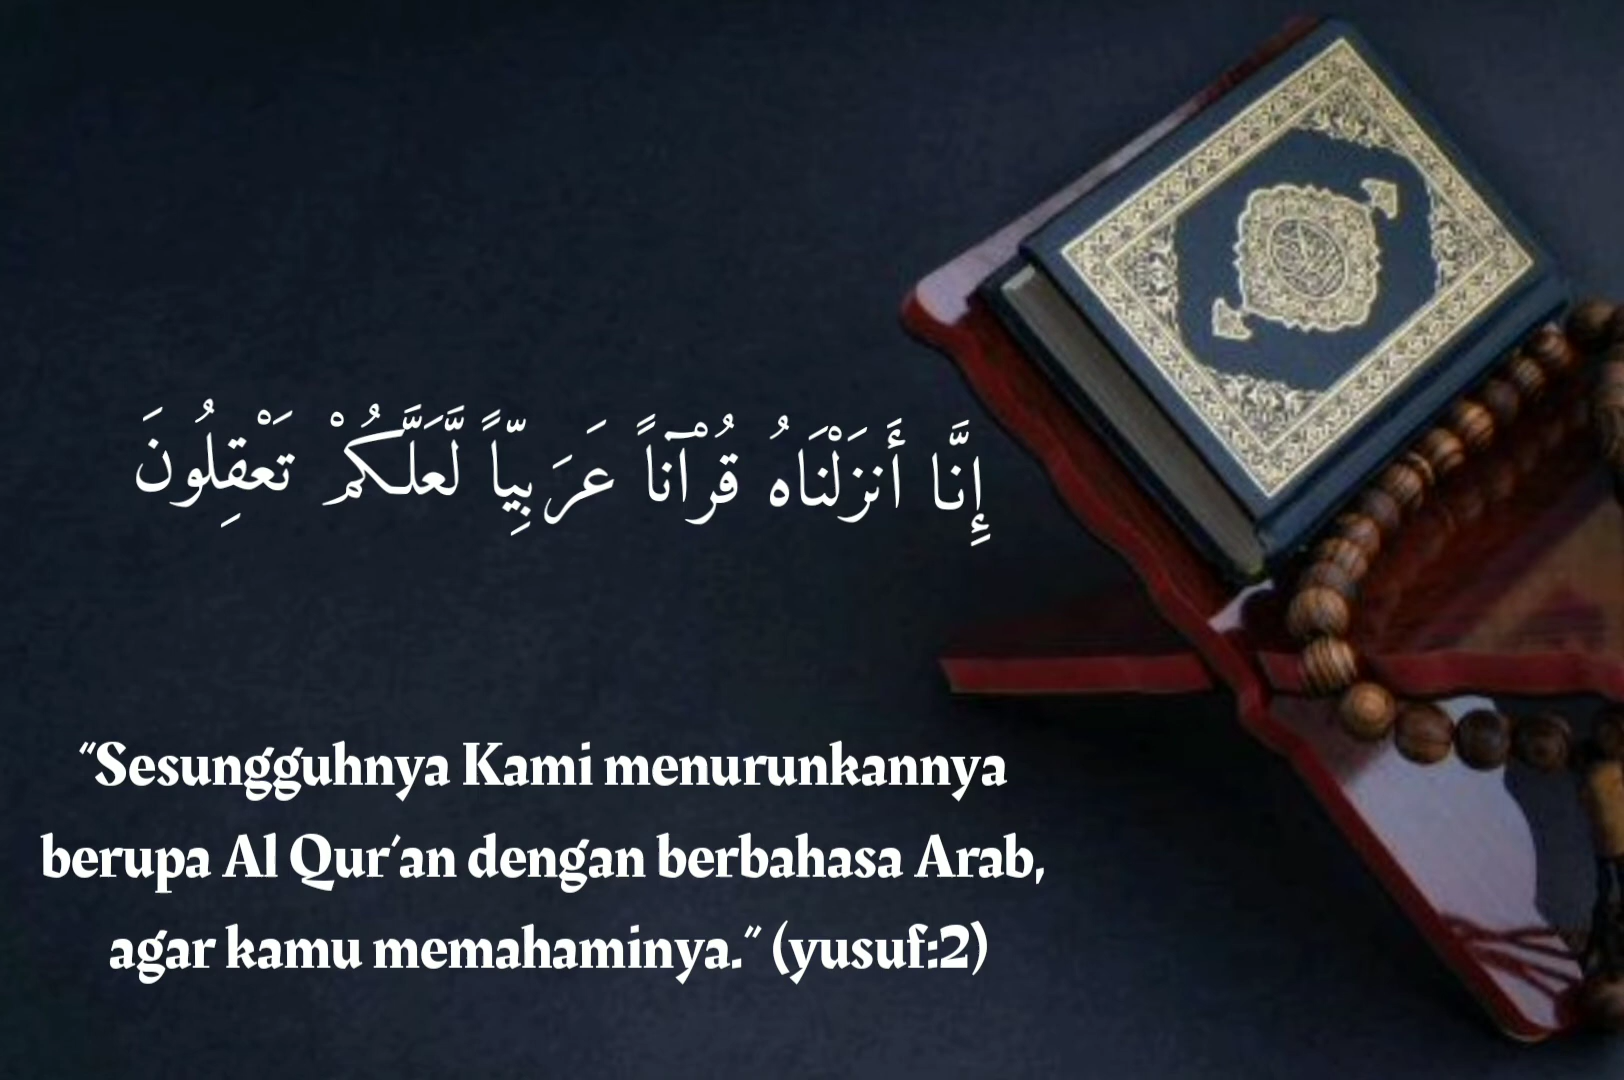 إِنَّا أَنزَلْنَاهُ قُرْآناً عَرَبِيّاً لَّعَلَّكُمْ تَعْقِلُونَ
"Sesungguhnya Kami menurunkannya
berupa Al Qur'an dengan berbahasa Arab,
agar kamu memahaminya." (yusuf:2)